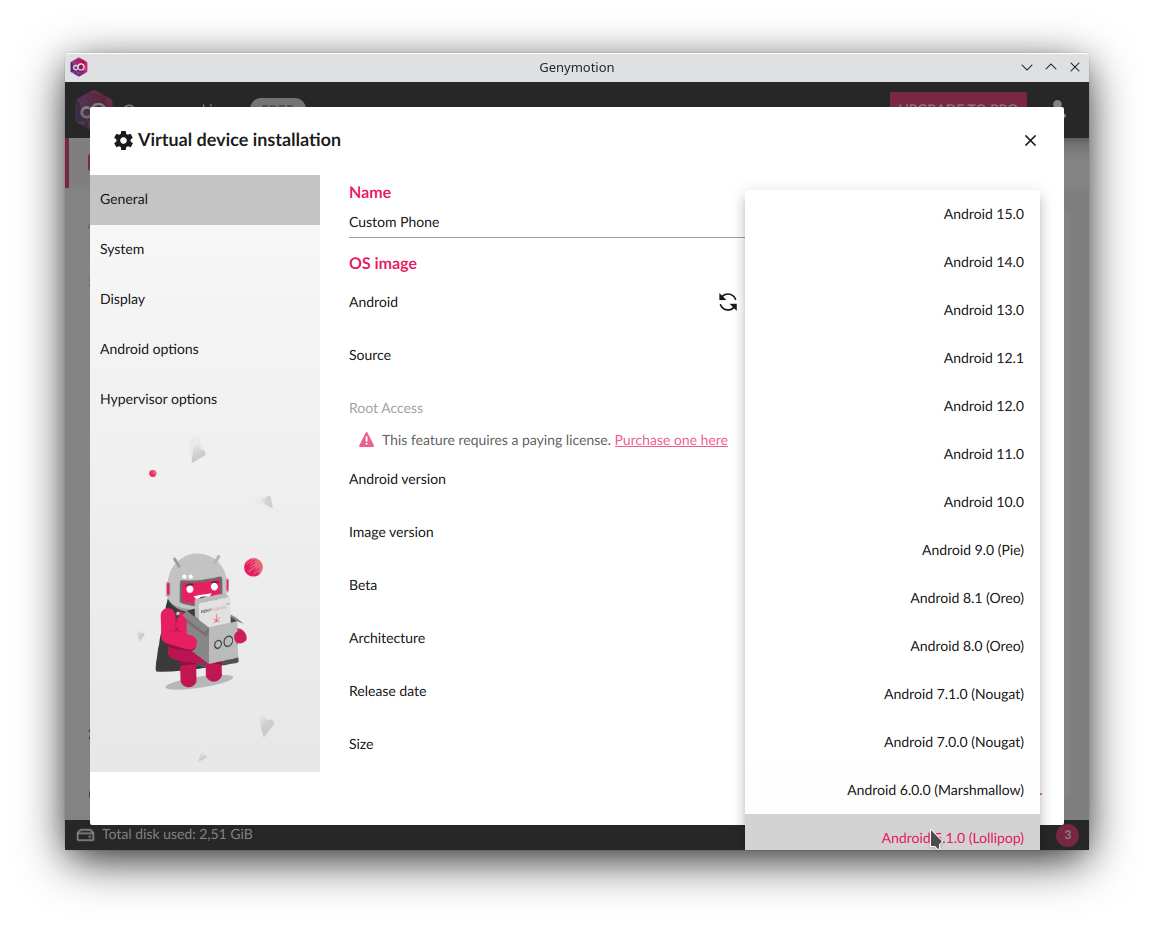 Genymotion
Virtual device installation
General
System
Display
Android options
Hypervisor options
Name
Custom Phone
OS image
Android
Source
Root Access
This feature requires a paying license. Purchase one here
Android version
Image version
Beta
Architecture
Release date
Size
Android 15.0
Android 14.0
Android 13.0
Android 12.1
Android 12.0
Android 11.0
Android 10.0
Android 9.0 (Pie)
Android 8.1 (Oreo)
Android 8.0 (Oreo)
Android 7.1.0 (Nougat)
Android 7.0.0 (Nougat)
Android 6.0.0 (Marshmallow)
Android 5.1.0 (Lollipop)
Total disk used: 2,51 GiB
3